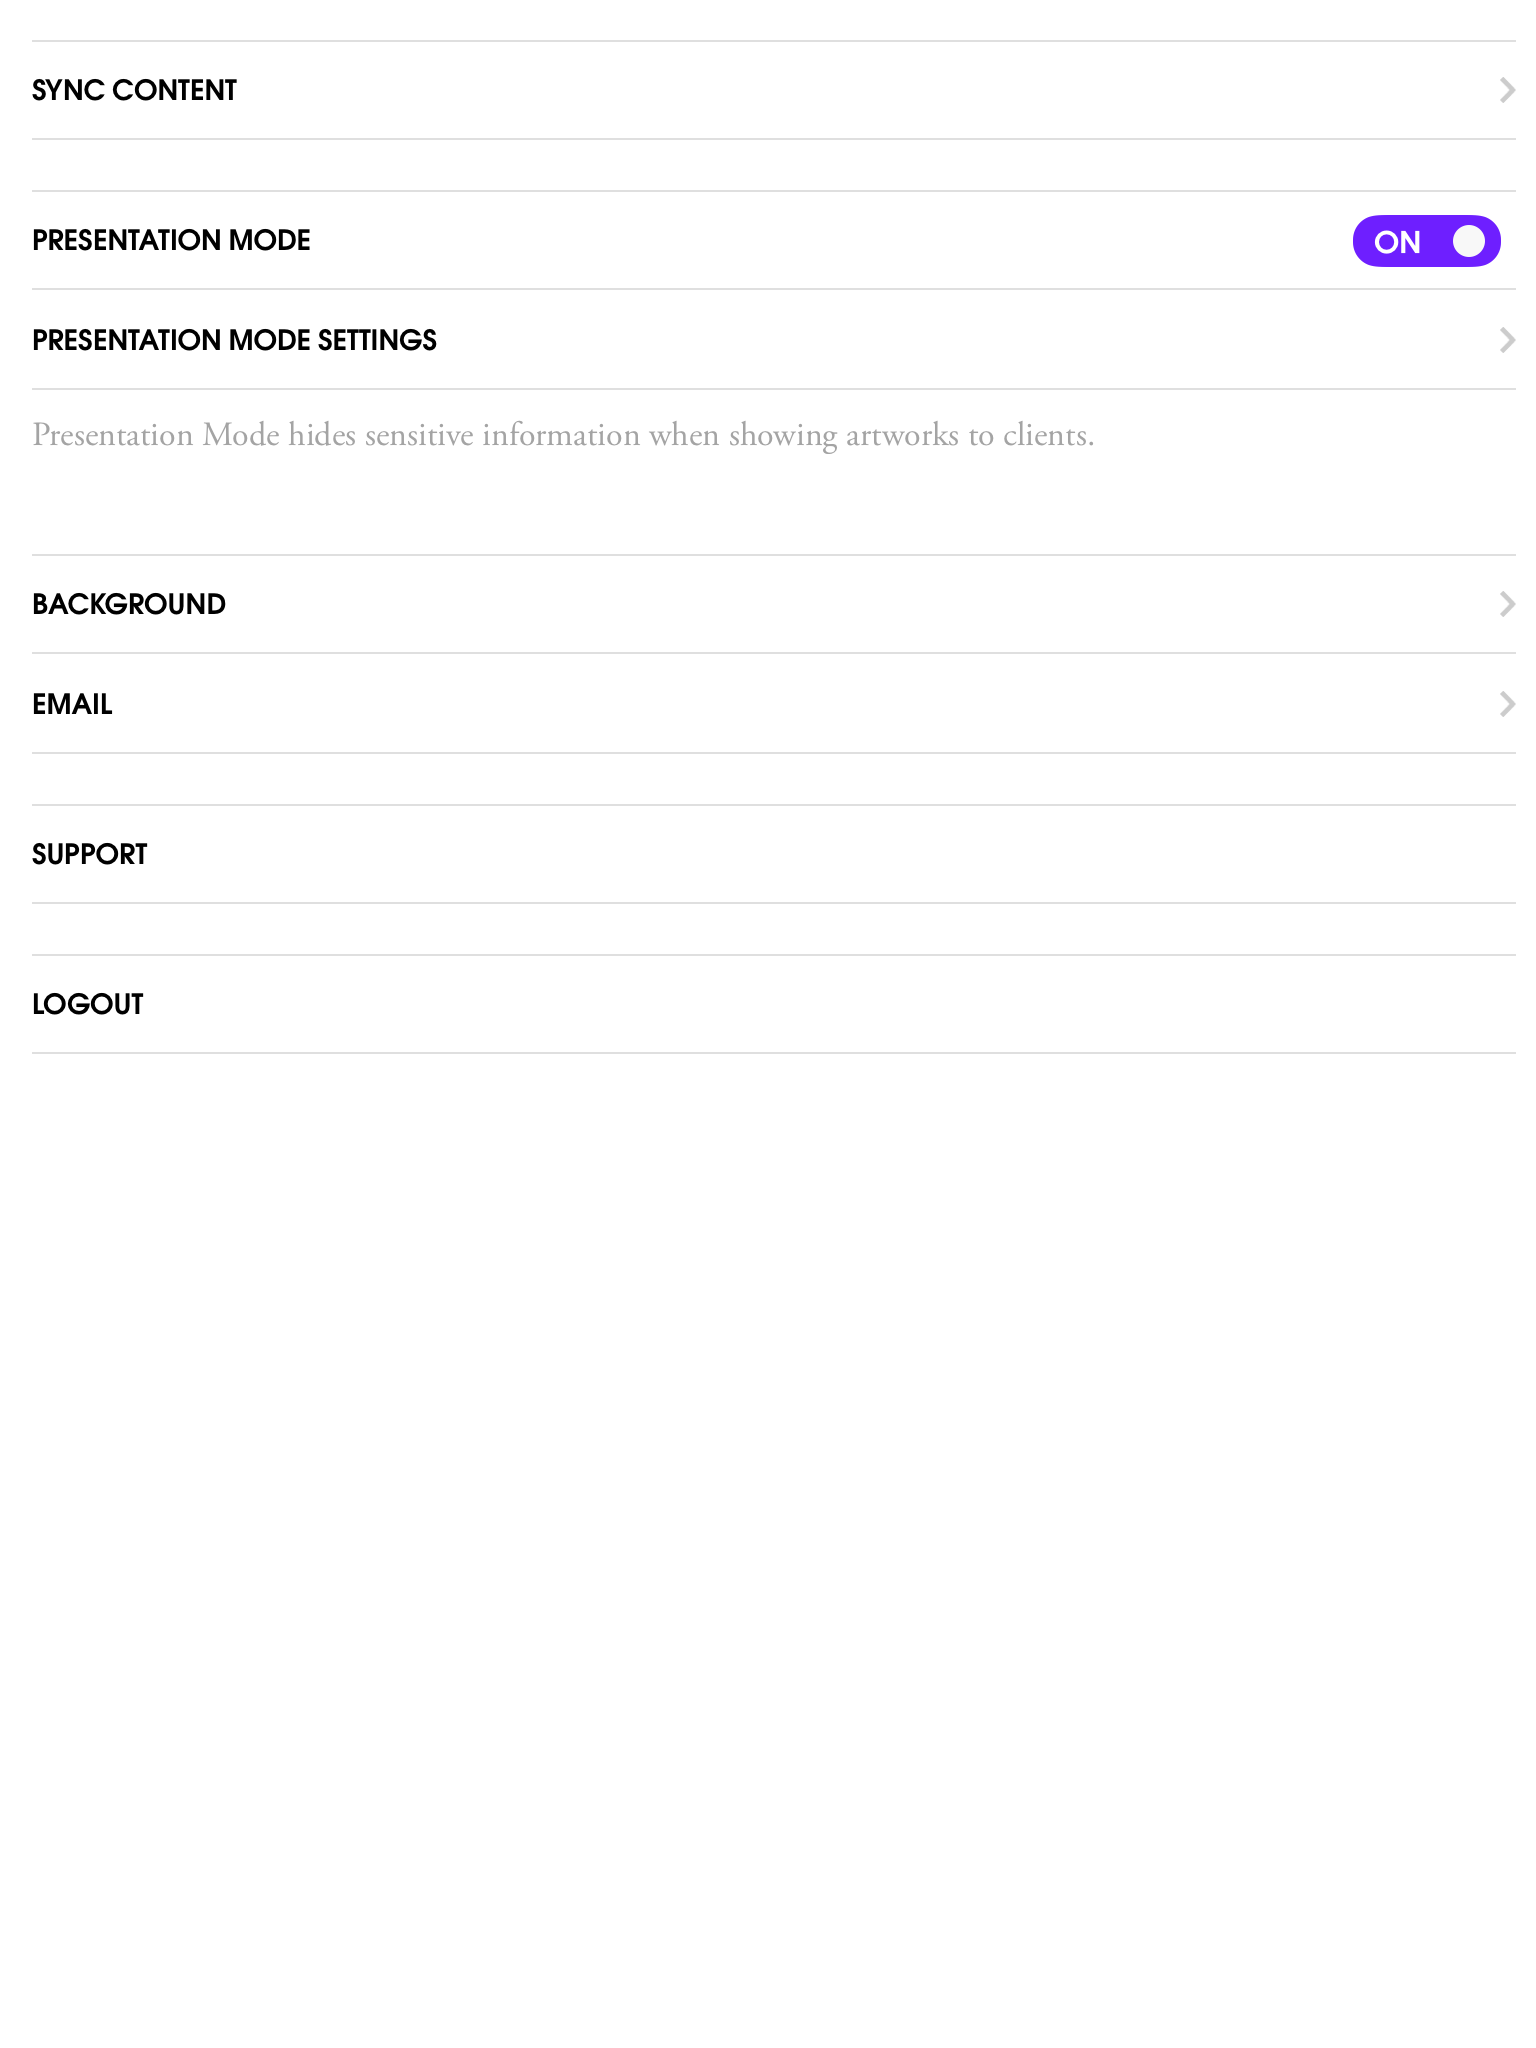 SYNC CONTENT
PRESENTATION MODE
ON
PRESENTATION MODE SETTINGS
Presentation Mode hides sensitive information when showing artworks to clients.
BACKGROUND
EMAIL
SUPPORT
LOGOUT